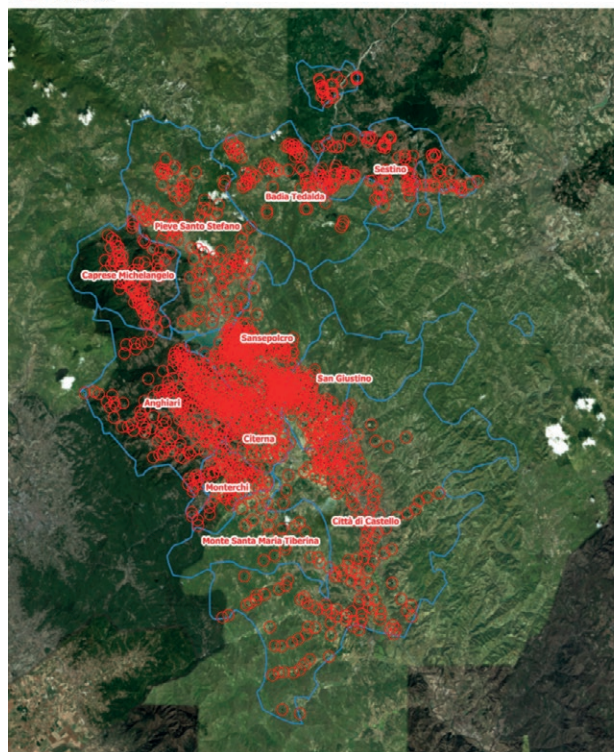 Sestino
Badia Tedalda
Pieve Santo Stefano
Caprese Michelangelo
Sansepolcro
San Giustino
Anghiari
Citerna
Monterchi
Città di Castello
Monte Santa Maria Tiberina